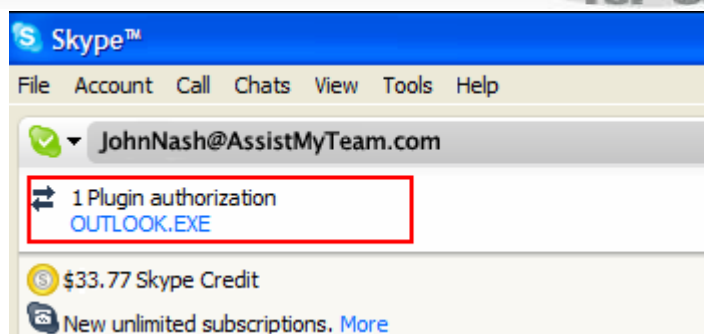 Skype™
File Account Call Chats View Tools Help
JohnNash@AssistMyTeam.com
1 Plugin authorization
OUTLOOK.EXE
$33.77 Skype Credit
New unlimited subscriptions. More